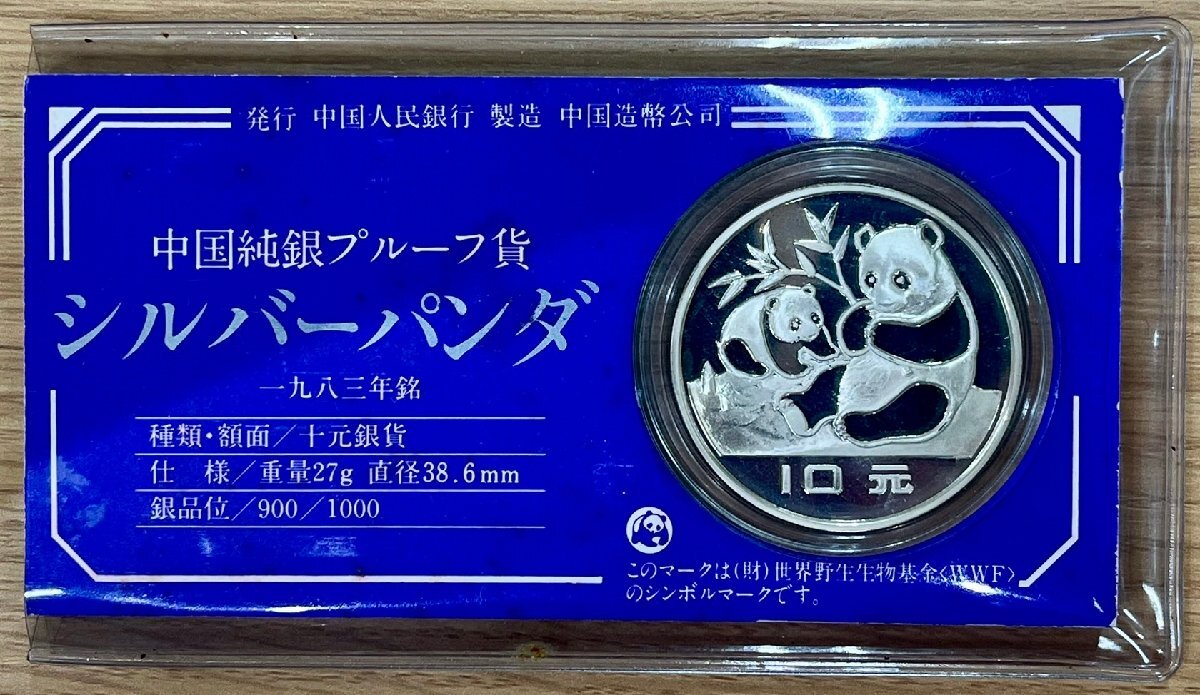 発行 中国人民銀行 製造 中国造幣公司
中国純銀プルーフ貨
シルバーパンダ
一九八三年銘
種類・額面／十元銀貨
仕 様／重量27g 直径38.6mm
銀品位／900／1000
10元
このマークは(財)世界野生生物基金〈WWF〉
のシンボルマークです。